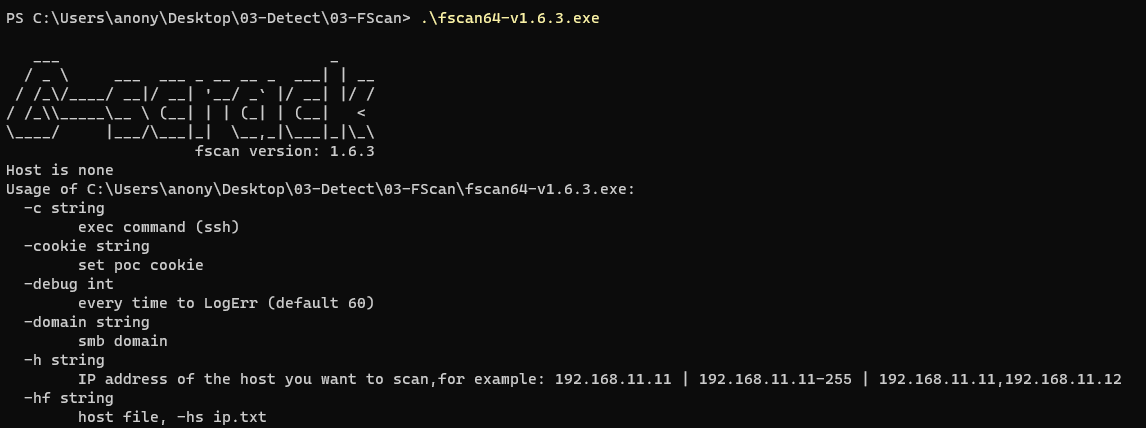 PS C:\Users\anony\Desktop\03-Detect\03-FScan> .\fscan64-v1.6.3.exe
   ___                              _
  / _ \     ___  ___ _ __ __ _  ___| | __
 / /_\/____/ __|/ __| '__/ _` |/ __| |/ /
/ /_\\_____\__ \ (__| | | (_| | (__|   <
\____/     |___/\___|_|  \__,_|\___|_|\_\
                     fscan version: 1.6.3
Host is none
Usage of C:\Users\anony\Desktop\03-Detect\03-FScan\fscan64-v1.6.3.exe:
  -c string
        exec command (ssh)
  -cookie string
        set poc cookie
  -debug int
        every time to LogErr (default 60)
  -domain string
        smb domain
  -h string
        IP address of the host you want to scan,for example: 192.168.11.11 | 192.168.11.11-255 | 192.168.11.11,192.168.11.12
  -hf string
        host file, -hs ip.txt